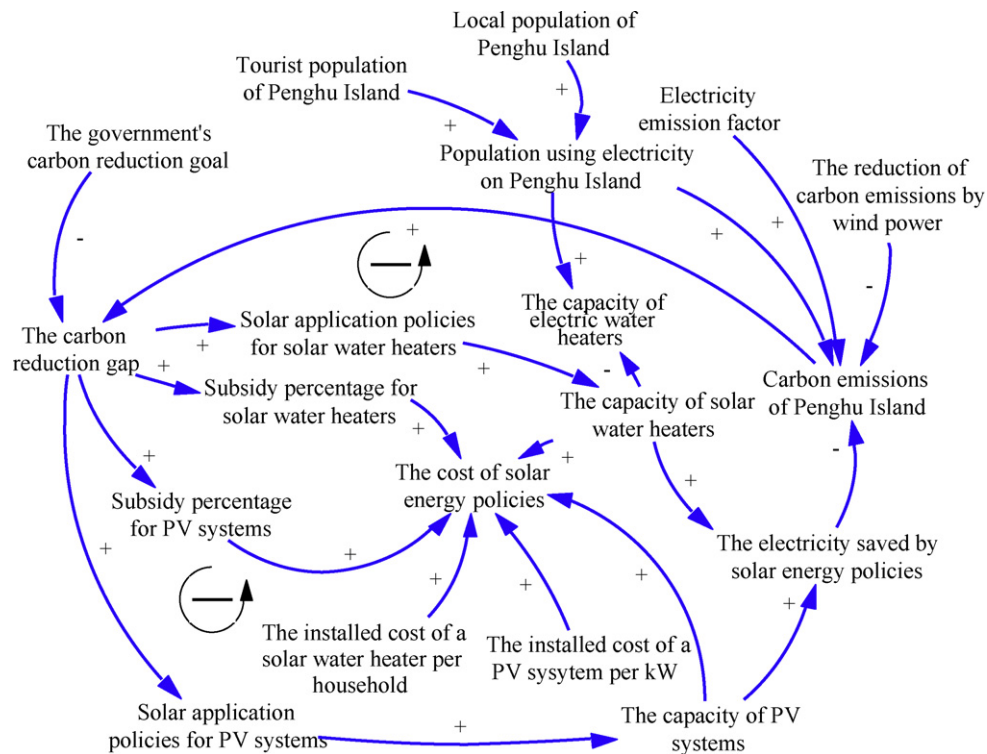 Local population of
Penghu Island
Tourist population
of Penghu Island
+
+
Electricity
emission factor
The government's
carbon reduction goal
Population using electricity
on Penghu Island
The reduction of
carbon emissions by
wind power
-
+
+
+
+
-
The capacity of
electric water
heaters
The carbon
reduction gap
Solar application policies
for solar water heaters
+
+
-
+
Subsidy percentage for
solar water heaters
The capacity of solar
water heaters
Carbon emissions
of Penghu Island
+
+
-
+
The cost of solar
energy policies
+
Subsidy percentage
for PV systems
The electricity saved by
solar energy policies
+
+
+
+
+
+
The installed cost of a
solar water heater per
household
The installed cost of a
PV sysytem per kW
Solar application
policies for PV systems
+
The capacity of PV
systems